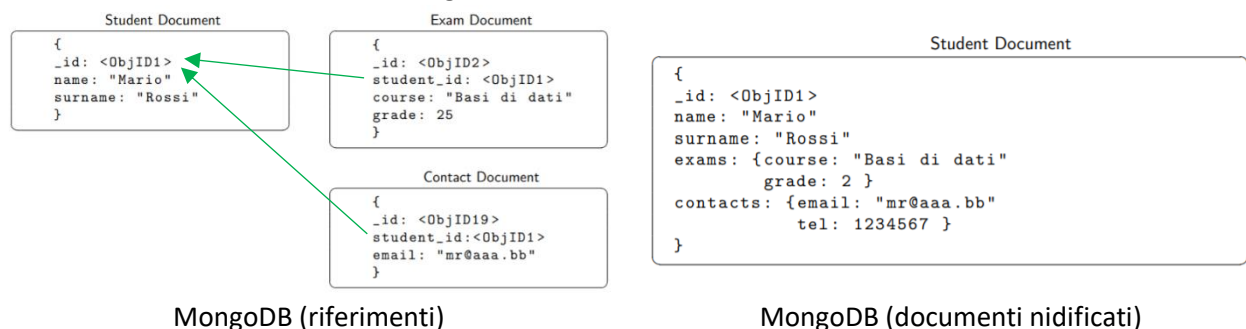 Student Document
{
_id: <ObjID1>
name: "Mario"
surname: "Rossi"
}
Exam Document
{
_id: <ObjID2>
student_id: <ObjID1>
course: "Basi di dati"
grade: 25
}
Contact Document
{
_id: <ObjID19>
student_id:<ObjID1>
email: "mr@aaa.bb"
}
MongoDB (riferimenti)
Student Document
{
_id: <ObjID1>
name: "Mario"
surname: "Rossi"
exams: {course: "Basi di dati"
grade: 2 }
contacts: {email: "mr@aaa.bb"
tel: 1234567 }
}
MongoDB (documenti nidificati)